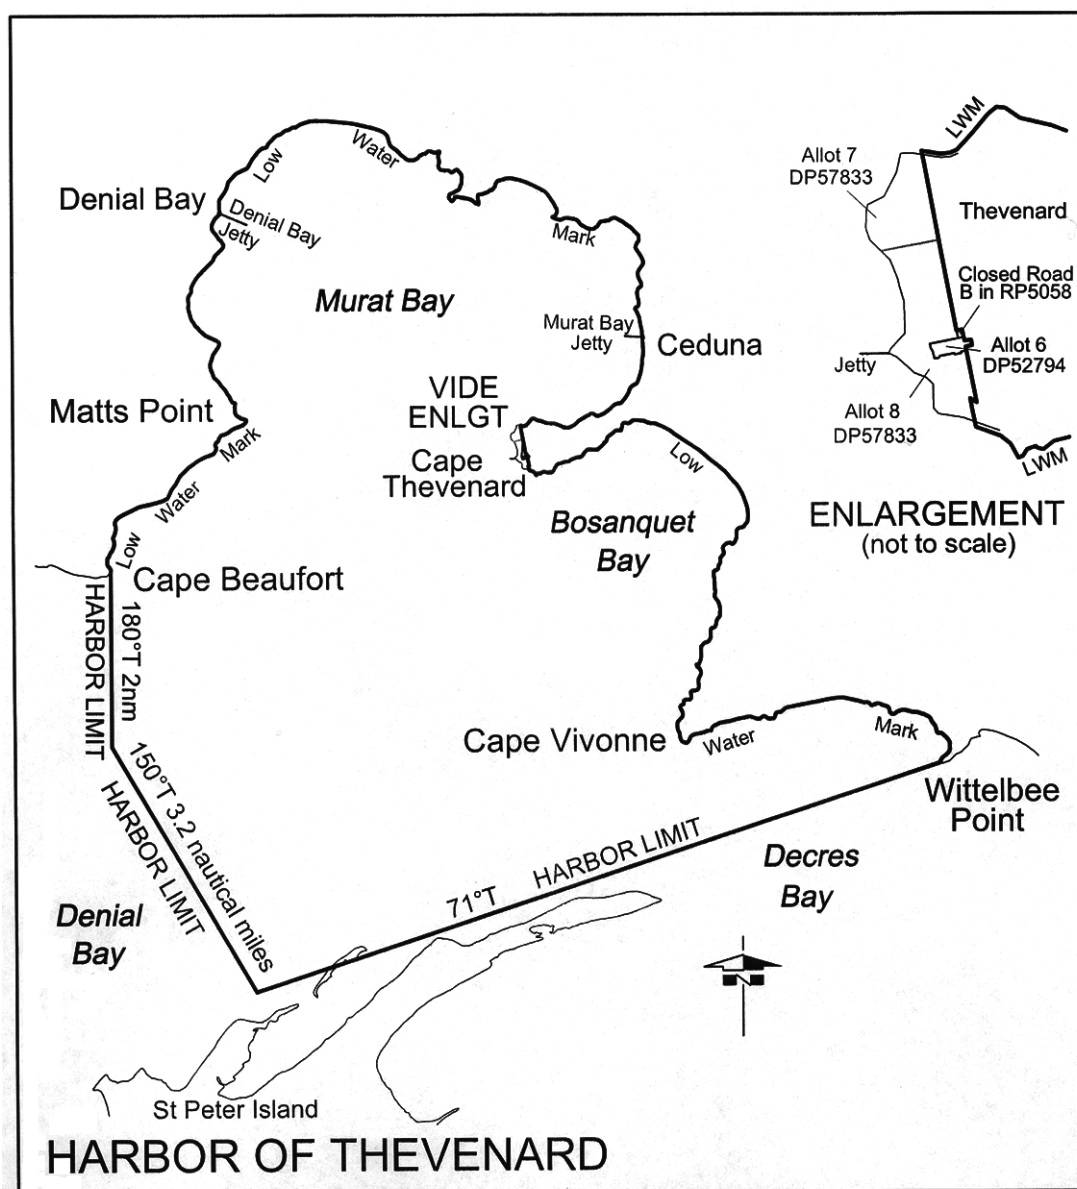 Low
Water
Denial Bay
Denial Bay
Jetty
Mark
Murat Bay
Murat Bay
Jetty
Ceduna
VIDE
ENLGT
Matts Point
Mark
Cape
Thevenard
Low
Water
Bosanquet
Bay
Low
Cape Beaufort
HARBOR LIMIT
180°T 2nm
Cape Vivonne
Water
Mark
150°T 3.2 nautical miles
HARBOR LIMIT
Wittelbee
Point
71°T
HARBOR LIMIT
Decres
Bay
Denial
Bay
N
St Peter Island
HARBOR OF THEVENARD
LWM
Allot 7
DP57833
Thevenard
Closed Road
B in RP5058
Allot 6
DP52794
Jetty
Allot 8
DP57833
LWM
ENLARGEMENT
(not to scale)